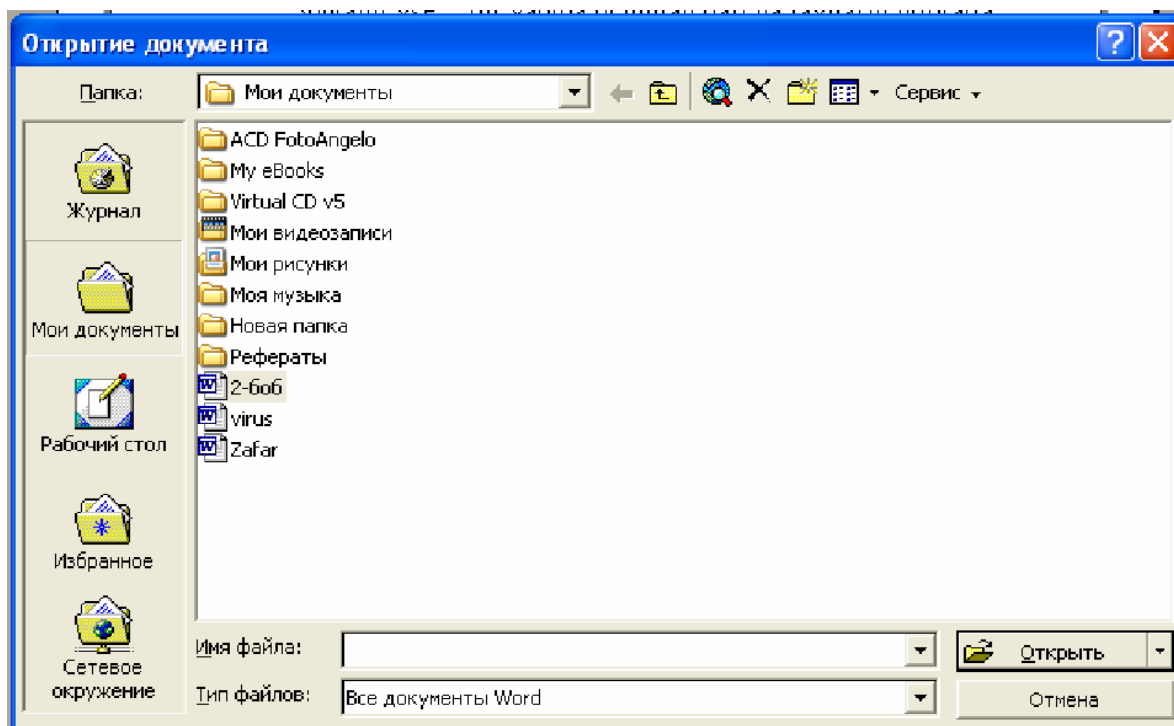 Открытие документа
Папка:
Мои документы
Сервис
Журнал
Мои документы
Рабочий стол
Избранное
Сетевое
окружение
ACD FotoAngelo
My eBooks
Virtual CD v5
Мои видеозаписи
Мои рисунки
Моя музыка
Новая папка
Рефераты
2-боб
virus
Zafar
Имя файла:
Открыть
Тип файлов:
Все документы Word
Отмена